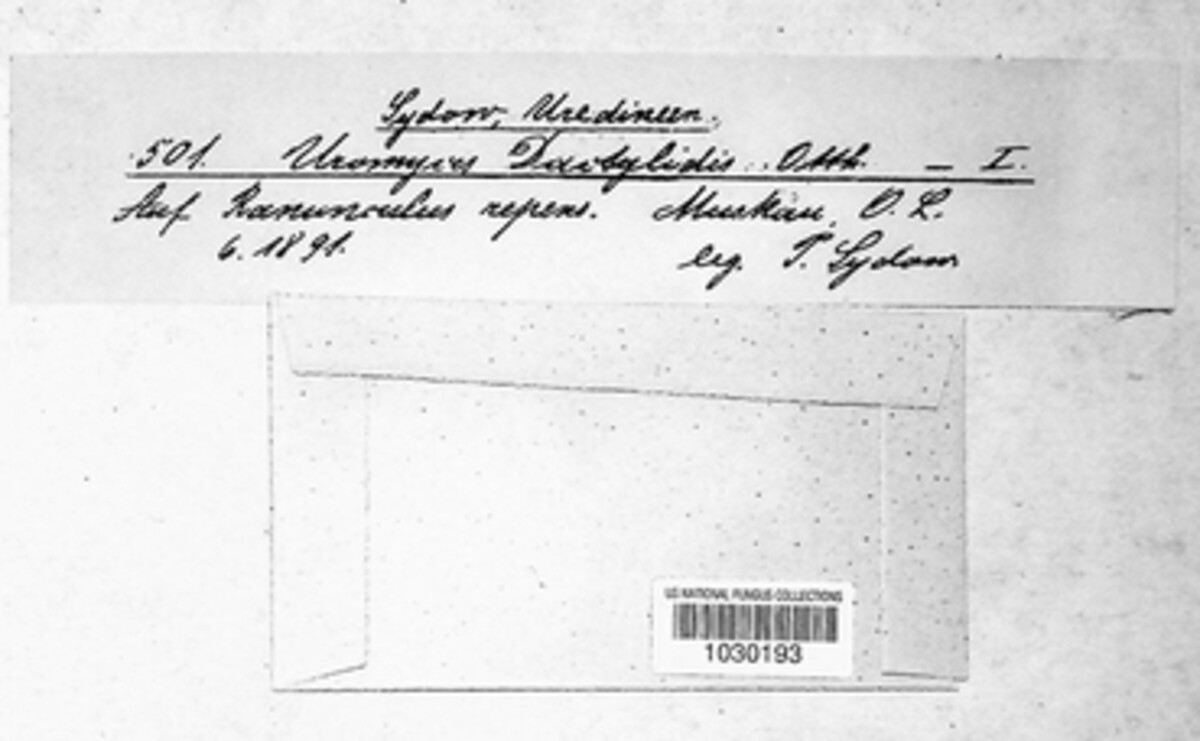 Sydow, Uredineen.
501. Uromyces Dactylidis Otth. — I.
Auf Ranunculus repens. Muskau, O. L.
6. 1891. leg. P. Sydow
US NATIONAL FUNGUS COLLECTIONS
1030193